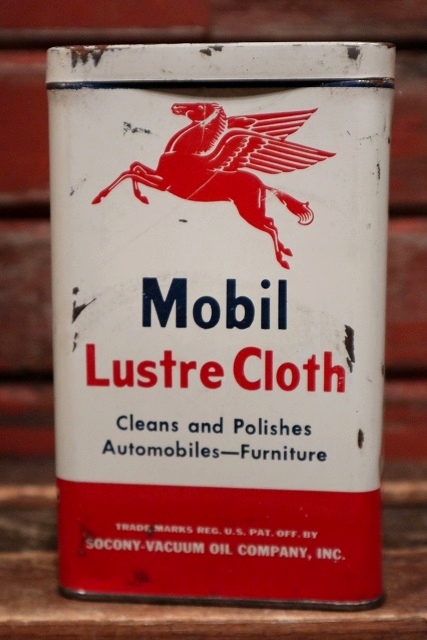 Mobil
Lustre Cloth
Cleans and Polishes
Automobiles—Furniture
TRADE MARKS REG. U.S. PAT. OFF. BY
SOCONY-VACUUM OIL COMPANY, INC.